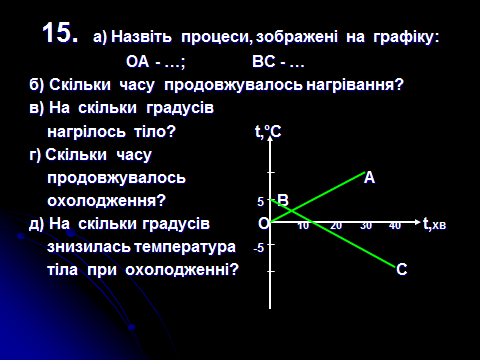 15. а) Назвіть процеси, зображені на графіку:
ОА - …; ВС - …
б) Скільки часу продовжувалось нагрівання?
в) На скільки градусів
нагрілось тіло?
г) Скільки часу
продовжувалось
охолодження?
д) На скільки градусів
знизилась температура
тіла при охолодженні?
t,°C
А
5 В
О 10 20 30 40 t,хв
-5
С